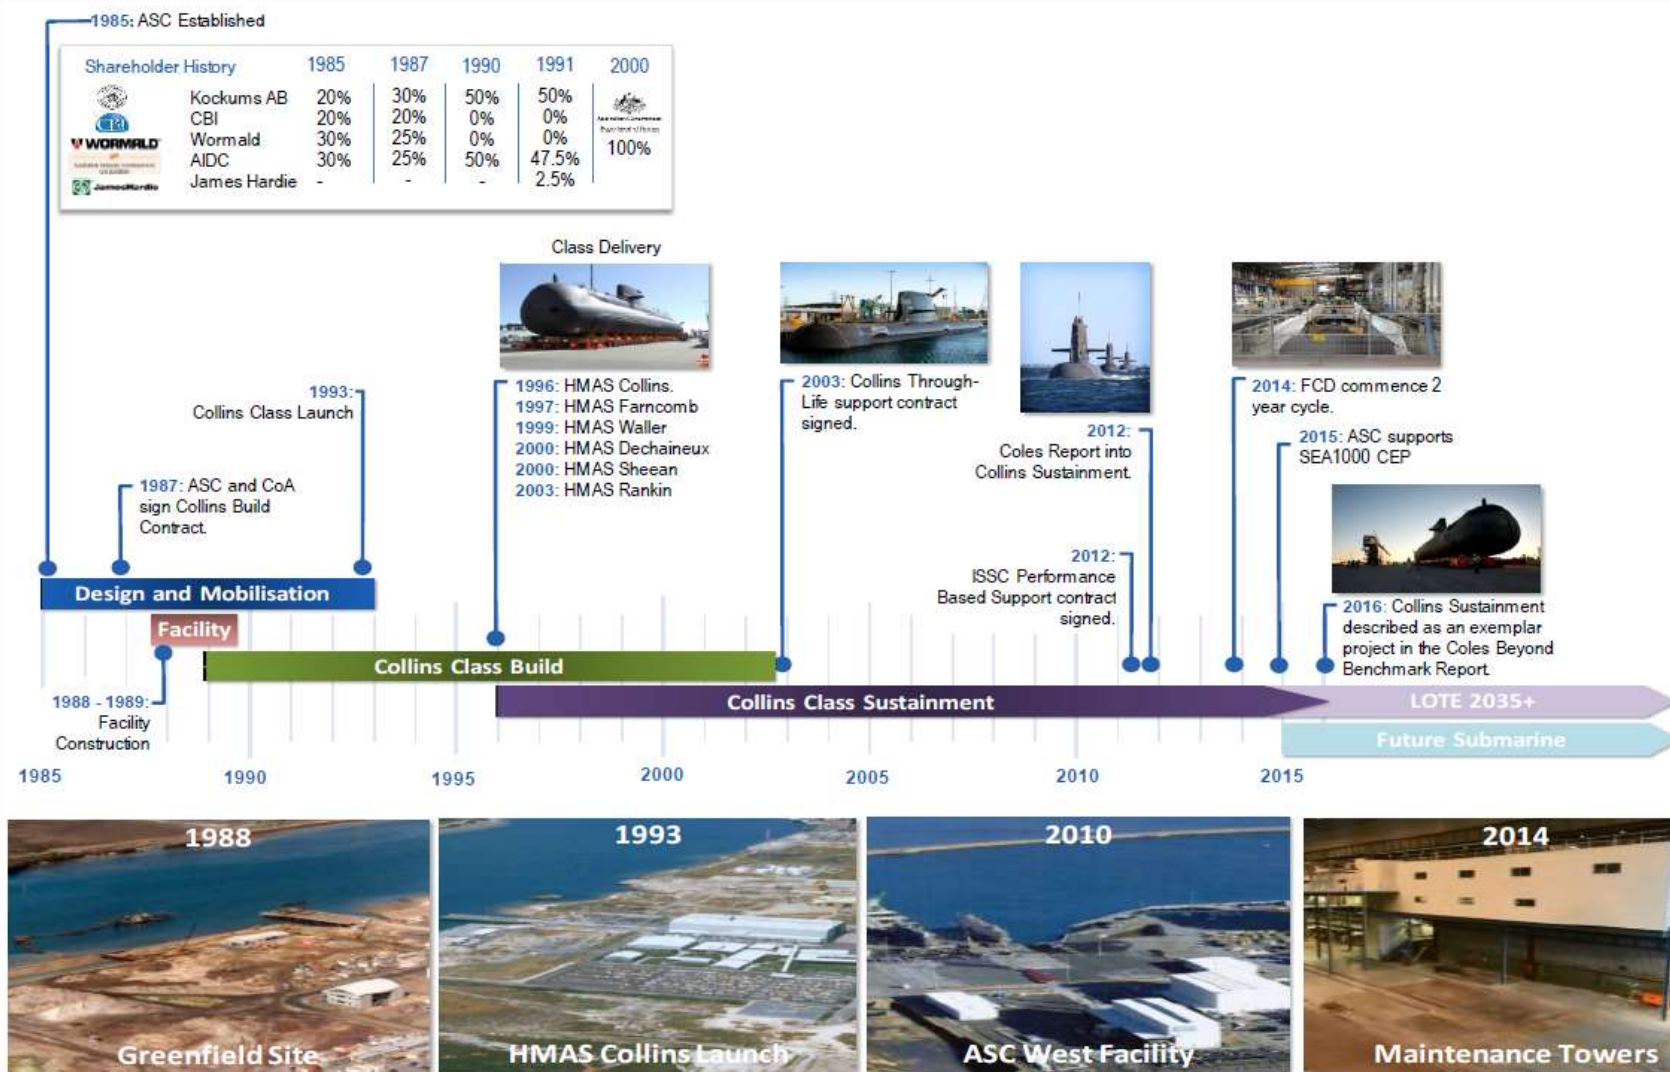 1985: ASC Established
Shareholder History 1985 1987 1990 1991 2000
Kockums AB 20% 30% 50% 50%
CBI 20% 20% 0% 0%
WORMALD Wormald 30% 25% 0% 0%
100%
AIDC 30% 25% 50% 47.5%
JamesHardie James Hardie - - - 2.5%
Class Delivery
1993:
Collins Class Launch
1996: HMAS Collins.
1997: HMAS Farncomb
1999: HMAS Waller
2000: HMAS Dechaineux
2000: HMAS Sheean
2003: HMAS Rankin
2003: Collins Through-
Life support contract
signed.
2012:
Coles Report into
Collins Sustainment.
2014: FCD commence 2
year cycle.
2015: ASC supports
SEA1000 CEP
1987: ASC and CoA
sign Collins Build
Contract.
2012:
ISSC Performance
Based Support contract
signed.
2016: Collins Sustainment
described as an exemplar
project in the Coles Beyond
Benchmark Report.
Design and Mobilisation
Facility
Collins Class Build
1988 - 1989:
Facility
Construction
Collins Class Sustainment
LOTE 2035+
Future Submarine
1985 1990 1995 2000 2005 2010 2015
1988
Greenfield Site
1993
HMAS Collins Launch
2010
ASC West Facility
2014
Maintenance Towers